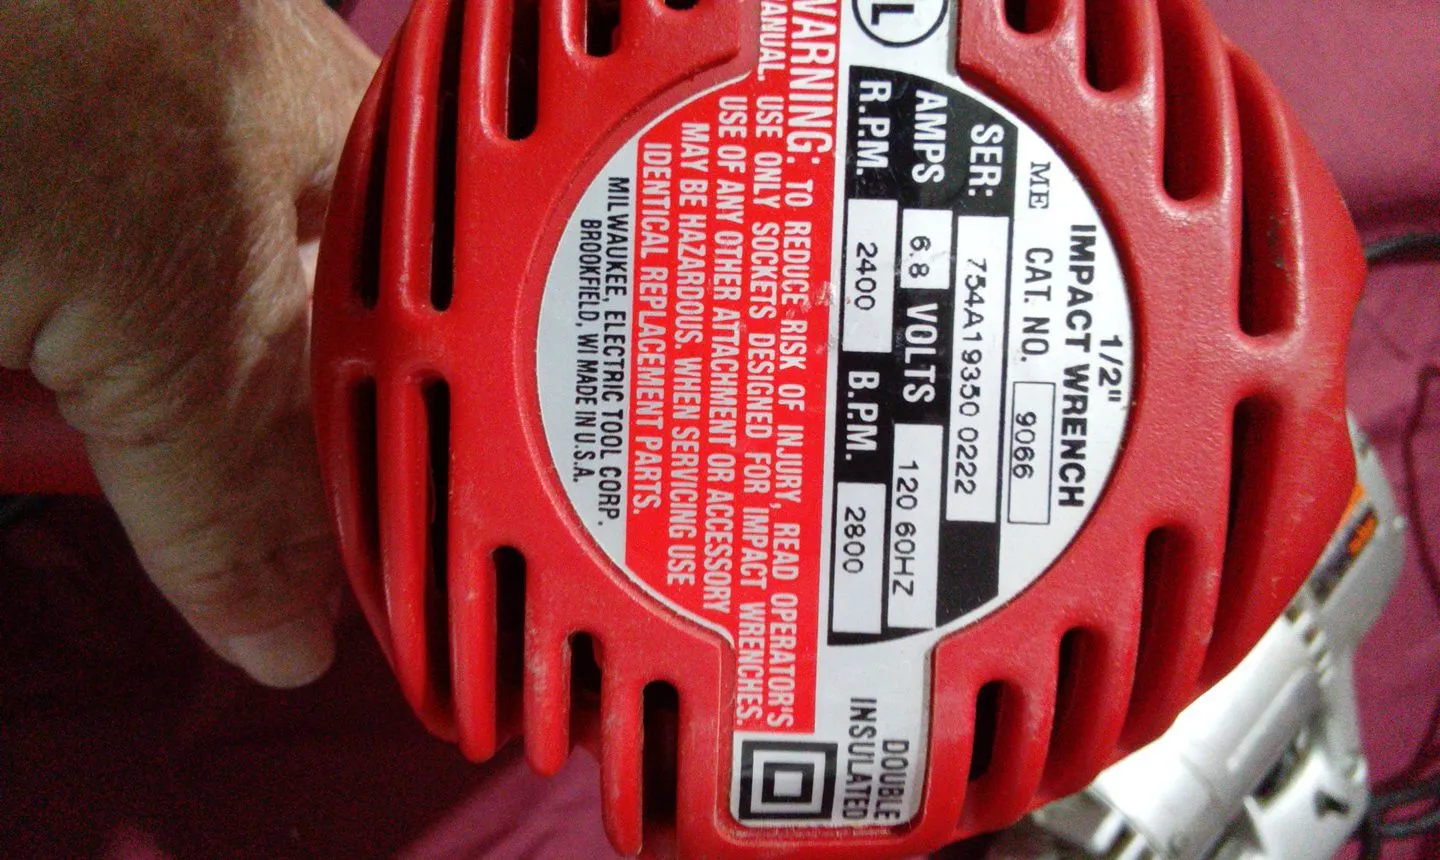 1/2"
IMPACT WRENCH
ME CAT. NO. 9066
SER: 754A19350 0222
AMPS 6.8 VOLTS 120 60HZ
R.P.M. 2400 B.P.M. 2800
L
DOUBLE
INSULATED
WARNING: TO REDUCE RISK OF INJURY, READ OPERATOR'S
MANUAL. USE ONLY SOCKETS DESIGNED FOR IMPACT WRENCHES.
USE OF ANY OTHER ATTACHMENT OR ACCESSORY
MAY BE HAZARDOUS. WHEN SERVICING USE
IDENTICAL REPLACEMENT PARTS.
MILWAUKEE, ELECTRIC TOOL CORP.
BROOKFIELD, WI MADE IN U.S.A.